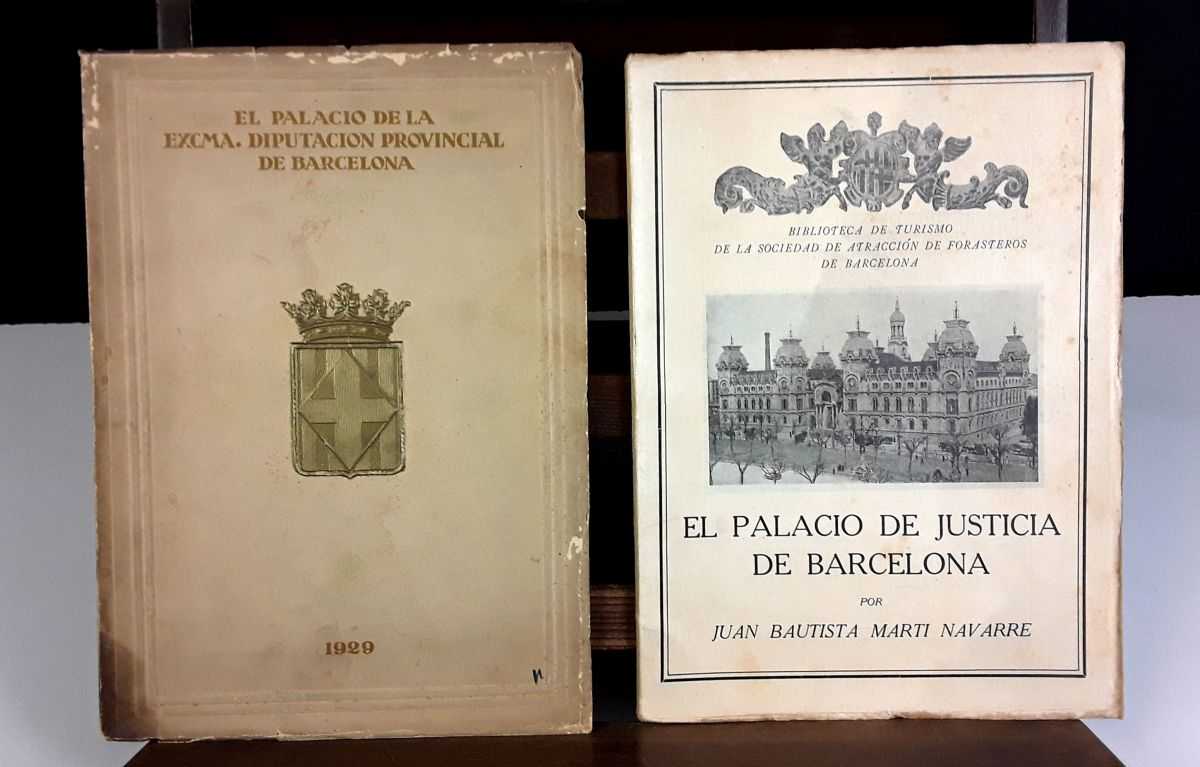 EL PALACIO DE LA
EXCMA. DIPUTACION PROVINCIAL
DE BARCELONA
1929
BIBLIOTECA DE TURISMO
DE LA SOCIEDAD DE ATRACCIÓN DE FORASTEROS
DE BARCELONA
EL PALACIO DE JUSTICIA
DE BARCELONA
POR
JUAN BAUTISTA MARTI NAVARRE